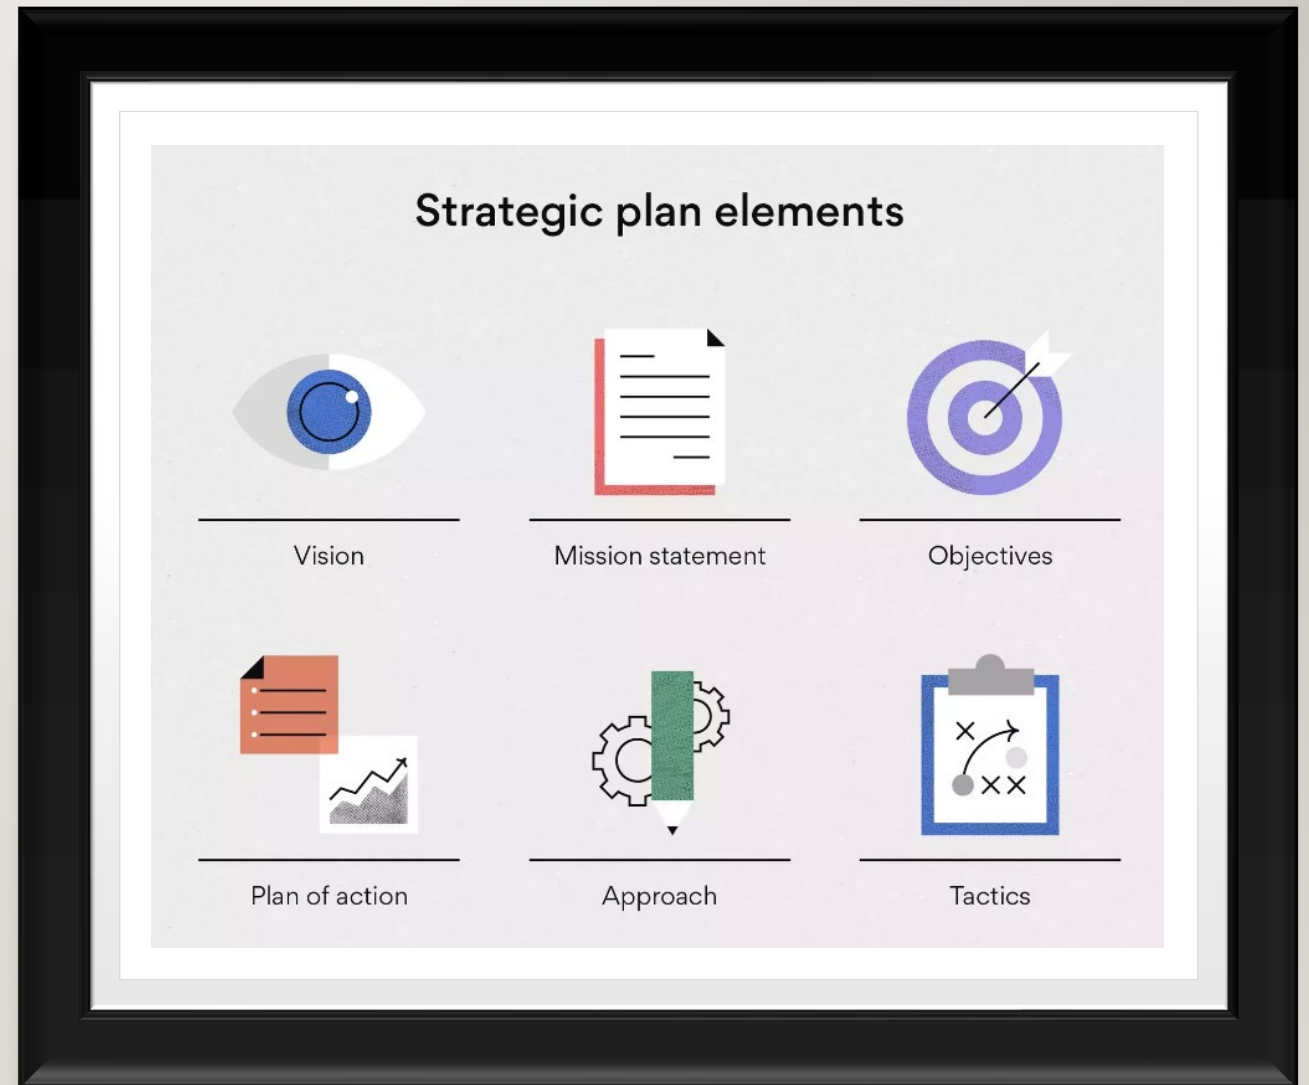 Strategic plan elements
Vision
Mission statement
Objectives
Plan of action
Approach
Tactics